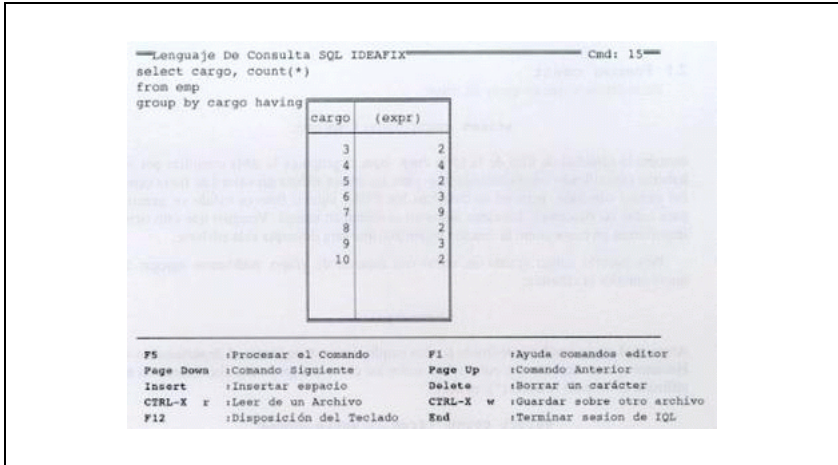 Lenguaje De Consulta SQL IDEAFIX Cmd: 15
select cargo, count(*)
from emp
group by cargo having
cargo (expr)
3 2
4 4
5 2
6 3
7 9
8 2
9 3
10 2
F5 :Procesar el Comando F1 :Ayuda comandos editor
Page Down :Comando Siguiente Page Up :Comando Anterior
Insert :Insertar espacio Delete :Borrar un carácter
CTRL-X r :Leer de un Archivo CTRL-X w :Guardar sobre otro archivo
F12 :Disposición del Teclado End :Terminar sesion de IQL